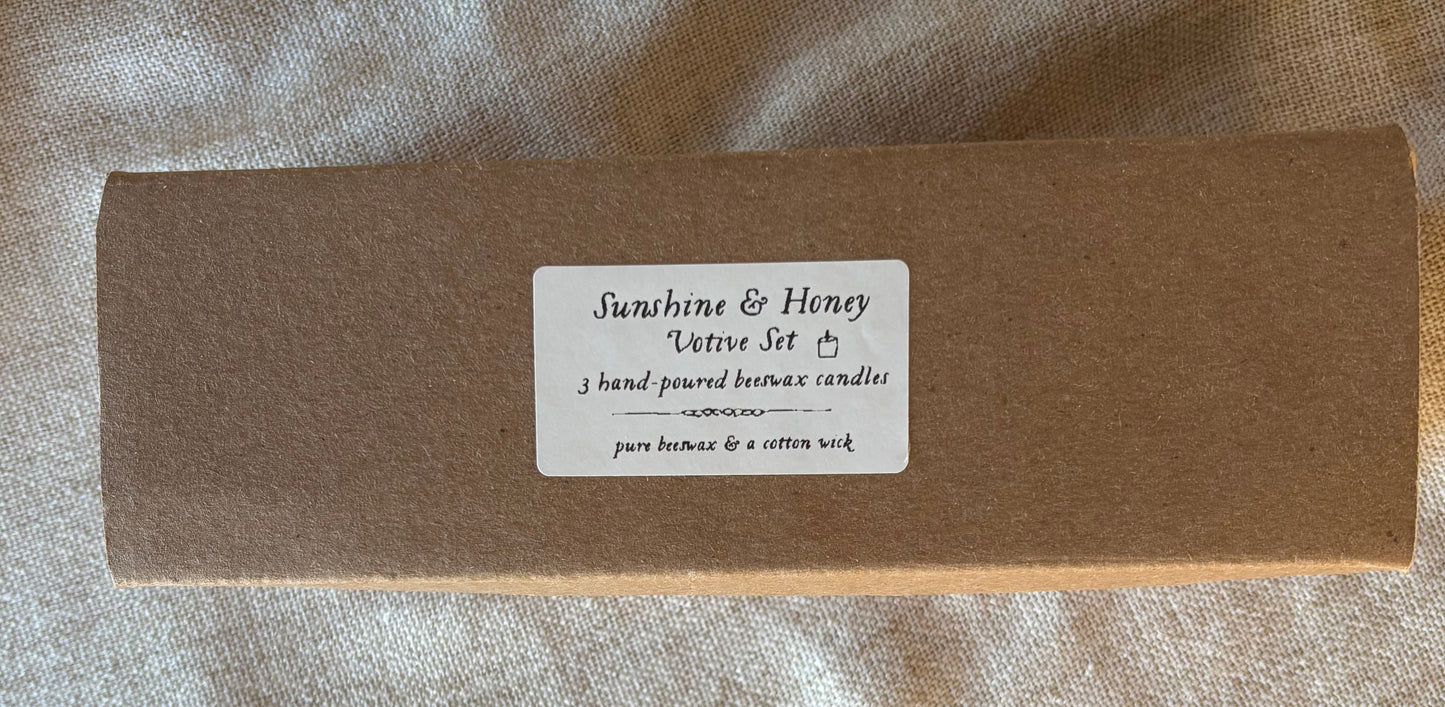 Sunshine & Honey
Votive Set
3 hand-poured beeswax candles
pure beeswax & a cotton wick